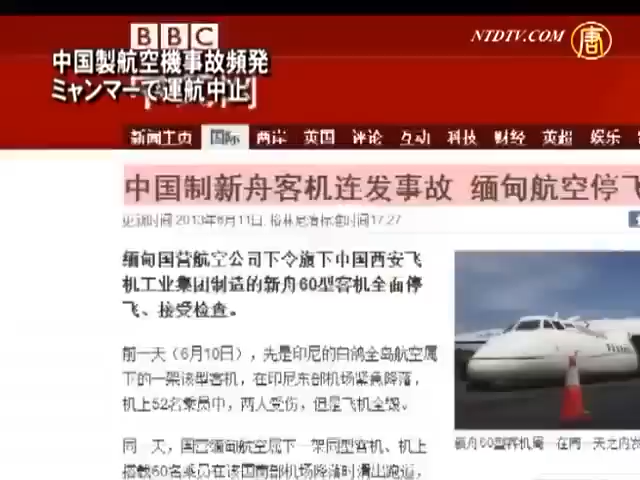 BBC
NTDTV.COM 唐
中国製航空機事故頻発
ミャンマーで運航中止
新闻主页 国际 两岸 英国 评论 互动 科技 财经 英超 娱乐
中国制新舟客机连发事故 缅甸航空停飞
更新时间 2013年6月11日, 格林尼治标准时间17:27
缅甸国营航空公司下令旗下中国西安飞
机工业集团制造的新舟60型客机全面停
飞、接受检查。
前一天（6月10日），先是印尼的白鸽全岛航空属
下的一架该型客机，在印尼东部机场紧急降落，
机上52名乘员中，两人受伤，但是飞机全毁。
同一天，国营缅甸航空属下一架同型客机、机上
搭载60名乘员在该国南部机场降落时滑出跑道，
新舟60型客机周一在同一天之内发